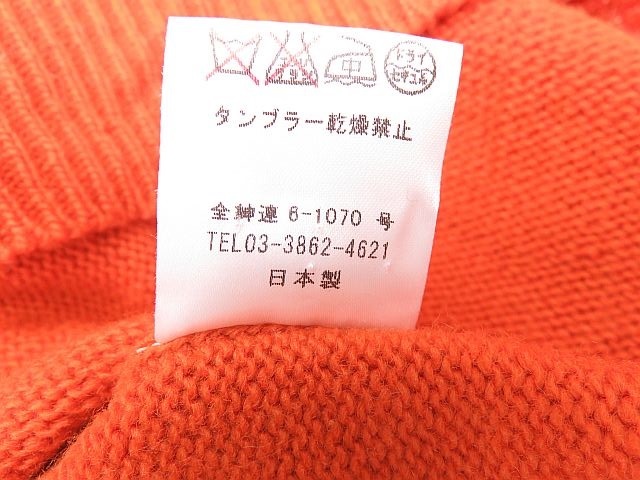 中
ドライ
セキユ系
タンブラー乾燥禁止
全紳連 6-1070 号
TEL03-3862-4621
日本製